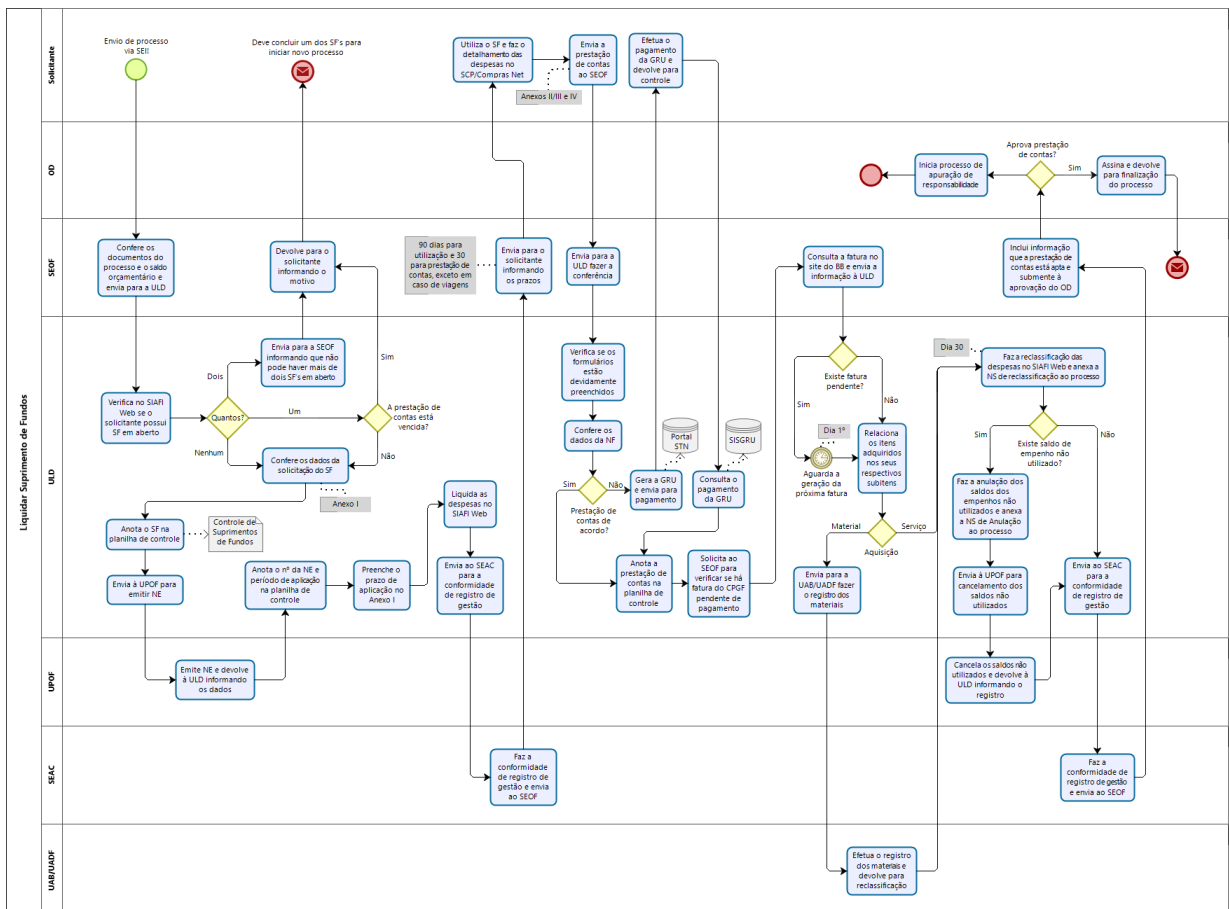 Liquidar Suprimento de Fundos
Solicitante
Envio de processo
via SEI!
Deve concluir um dos SF's para
iniciar novo processo
Utiliza o SF e faz o
detalhamento das
despesas no
SCP/Compras Net
Envia a
prestação
de contas
ao SEOF
Anexos II/III e IV
Efetua o
pagamento
da GRU e
devolve para
controle
OD
Inicia processo de
apuração de
responsabilidade
Aprova prestação
de contas?
Sim
Assina e devolve
para finalização
do processo
SEOF
Confere os
documentos do
processo e o saldo
orçamentário e
envia para a ULD
Devolve para o
solicitante
informando o
motivo
90 dias para
utilização e 30
para prestação de
contas, exceto em
caso de viagens
Envia para o
solicitante
informando
os prazos
Envia para a
ULD fazer a
conferência
Consulta a fatura no
site do BB e envia a
informação à ULD
Inclui informação
que a prestação de
contas está apta e
submente à
aprovação do OD
ULD
Verifica no SIAFI
Web se o
solicitante possui
SF em aberto
Quantos?
Dois
Um
Nenhum
Envia para a SEOF
informando que não
pode haver mais de
dois SF's em aberto
Sim
A prestação de
contas está
vencida?
Não
Confere os dados da
solicitação do SF
Anexo I
Anota o SF na
planilha de controle
Controle de
Suprimentos
de Fundos
Envia à UPOF para
emitir NE
Anota o nº da NE e
período de aplicação
na planilha de
controle
Preenche o
prazo de
aplicação no
Anexo I
Liquida as
despesas no
SIAFI Web
Envia ao SEAC
para a
conformidade
de registro de
gestão
Verifica se os
formulários
estão
devidamente
preenchidos
Confere os
dados da NF
Sim
Não
Prestação de
contas de
acordo?
Gera a GRU e
envia para
pagamento
Portal
STN
SISGRU
Consulta o
pagamento
da GRU
Anota a
prestação de
contas na
planilha de
controle
Solicita ao
SEOF para
verificar se há
fatura do CPGF
pendente de
pagamento
Existe fatura
pendente?
Sim
Não
Dia 1º
Aguarda a
geração da
próxima fatura
Relaciona
os itens
adquiridos
nos seus
respectivos
subitens
Material
Serviço
Aquisição
Envia para a
UAB/UADF fazer
o registro dos
materiais
Dia 30
Faz a reclassificação das
despesas no SIAFI Web e anexa
a NS de reclassificação ao processo
Sim
Não
Existe saldo de
empenho não
utilizado?
Faz a anulação dos
saldos dos
empenhos não
utilizados e anexa
a NS de Anulação
ao processo
Envia à UPOF para
cancelamento dos
saldos não
utilizados
Envia ao SEAC
para a
conformidade
de registro de
gestão
UPOF
Emite NE e devolve
à ULD informando
os dados
Cancela os saldos não
utilizados e devolve à
ULD informando o
registro
SEAC
Faz a
conformidade
de registro de
gestão e envia
ao SEOF
Faz a
conformidade de
registro de gestão
e envia ao SEOF
UAB/UADF
Efetua o registro
dos materiais e
devolve para
reclassificação